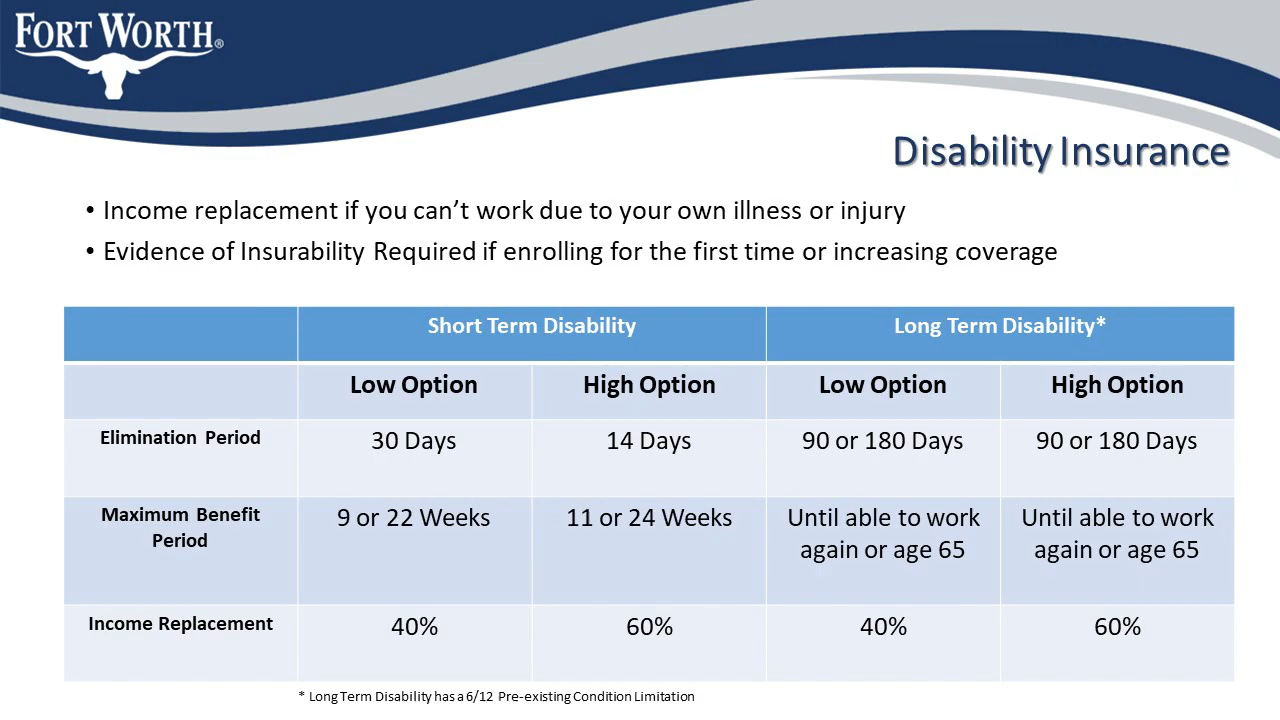 FORT WORTH®
Disability Insurance
• Income replacement if you can’t work due to your own illness or injury
• Evidence of Insurability Required if enrolling for the first time or increasing coverage
Short Term Disability Long Term Disability*
Low Option High Option Low Option High Option
Elimination Period 30 Days 14 Days 90 or 180 Days 90 or 180 Days
Maximum Benefit 9 or 22 Weeks 11 or 24 Weeks Until able to work Until able to work
Period again or age 65 again or age 65
Income Replacement 40% 60% 40% 60%
* Long Term Disability has a 6/12 Pre-existing Condition Limitation